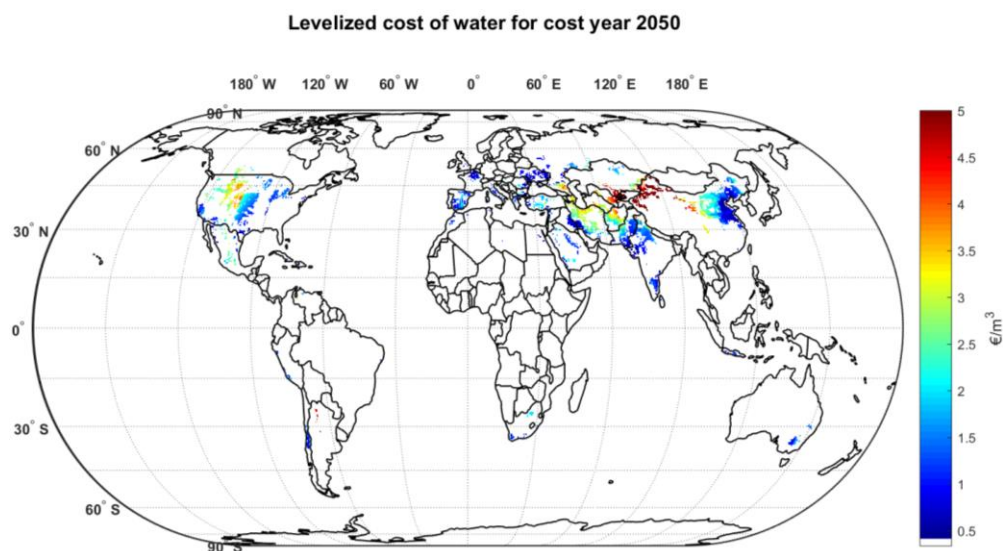 Levelized cost of water for cost year 2050
180° W 120° W 60° W 0° 60° E 120° E 180° E
90° N
60° N
30° N
0°
30° S
60° S
90° S
5
4.5
4
3.5
3
2.5
2
1.5
1
0.5
€/m³